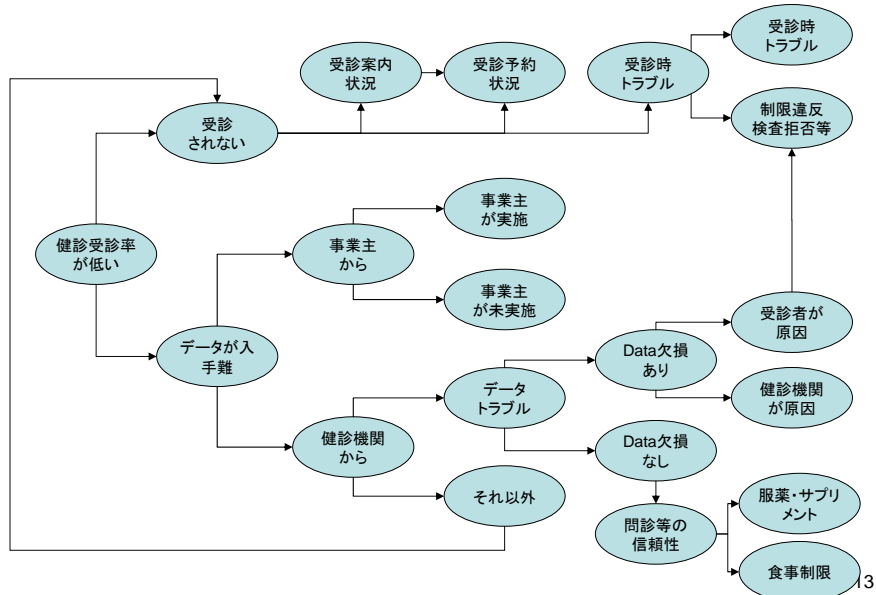 受診時
トラブル
受診案内
状況
受診予約
状況
受診時
トラブル
受診
されない
制限違反
検査拒否等
事業主
が実施
健診受診率
が低い
事業主
から
事業主
が未実施
データが入
手難
受診者が
原因
Data欠損
あり
データ
トラブル
健診機関
が原因
健診機関
から
Data欠損
なし
それ以外
服薬・サプリ
メント
問診等の
信頼性
食事制限
13